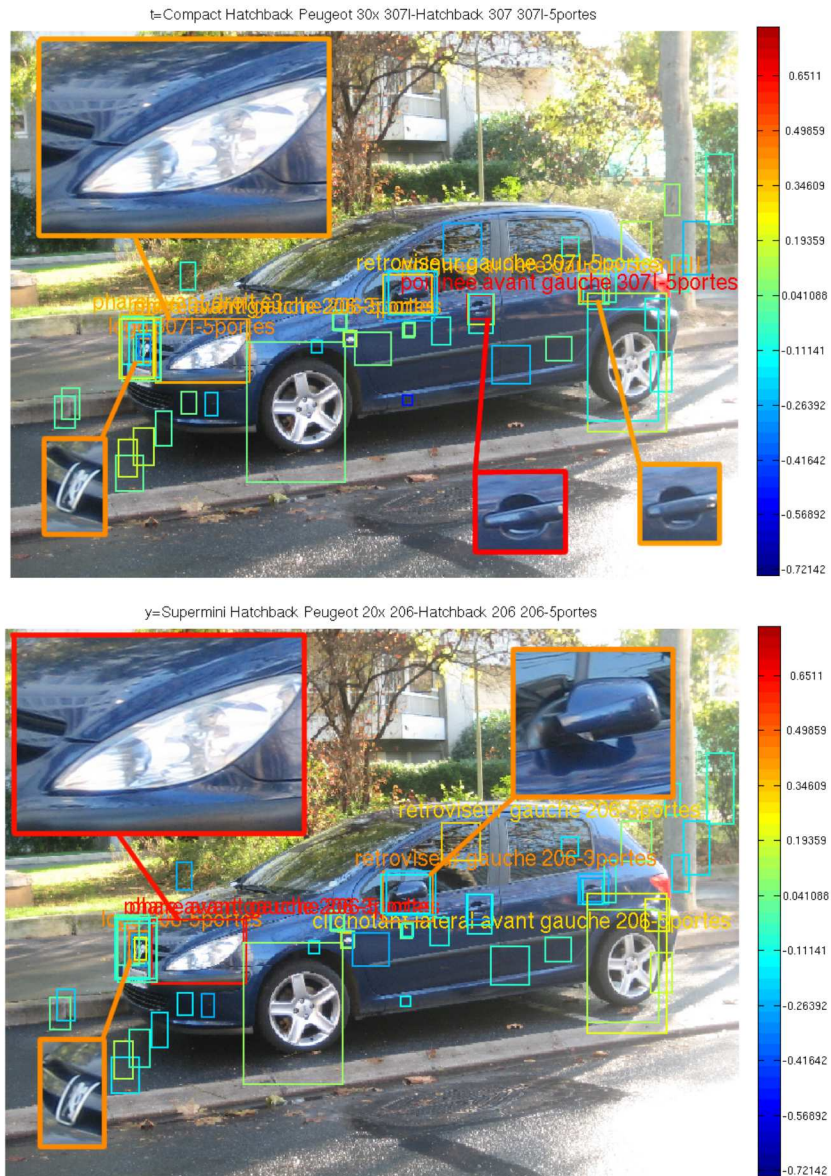 t=Compact Hatchback Peugeot 30x 307I-Hatchback 307 307I-5portes
0.6511
0.49859
0.34609
0.19359
retroviseur gauche 307I-5portes
poignee avant gauche 307I-5portes
0.041088
-0.11141
-0.26392
-0.41642
-0.56892
-0.72142
y=Supermini Hatchback Peugeot 20x 206-Hatchback 206 206-5portes
0.6511
0.49859
0.34609
retroviseur gauche 206-5portes
0.19359
retroviseur gauche 206-3portes
0.041088
clignotant lateral avant gauche 206-5portes
-0.11141
-0.26392
-0.41642
-0.56892
-0.72142